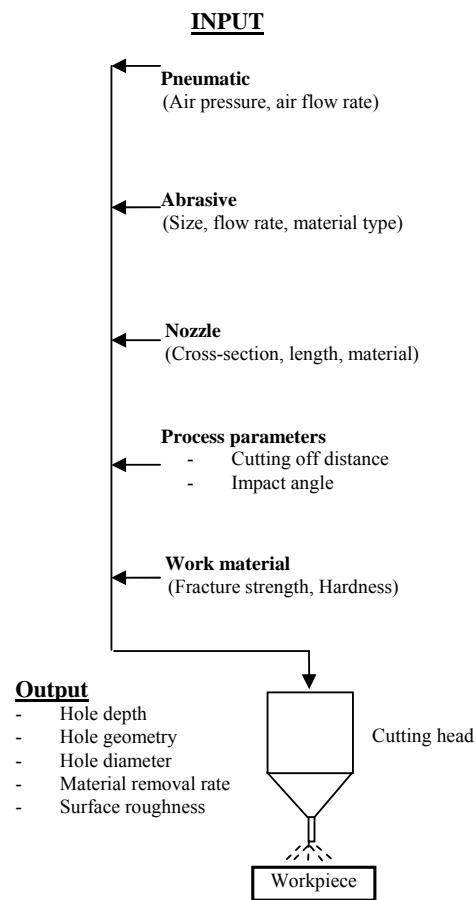 INPUT
Pneumatic
(Air pressure, air flow rate)
Abrasive
(Size, flow rate, material type)
Nozzle
(Cross-section, length, material)
Process parameters
- Cutting off distance
- Impact angle
Work material
(Fracture strength, Hardness)
Output
- Hole depth
- Hole geometry
- Hole diameter
- Material removal rate
- Surface roughness
Cutting head
Workpiece